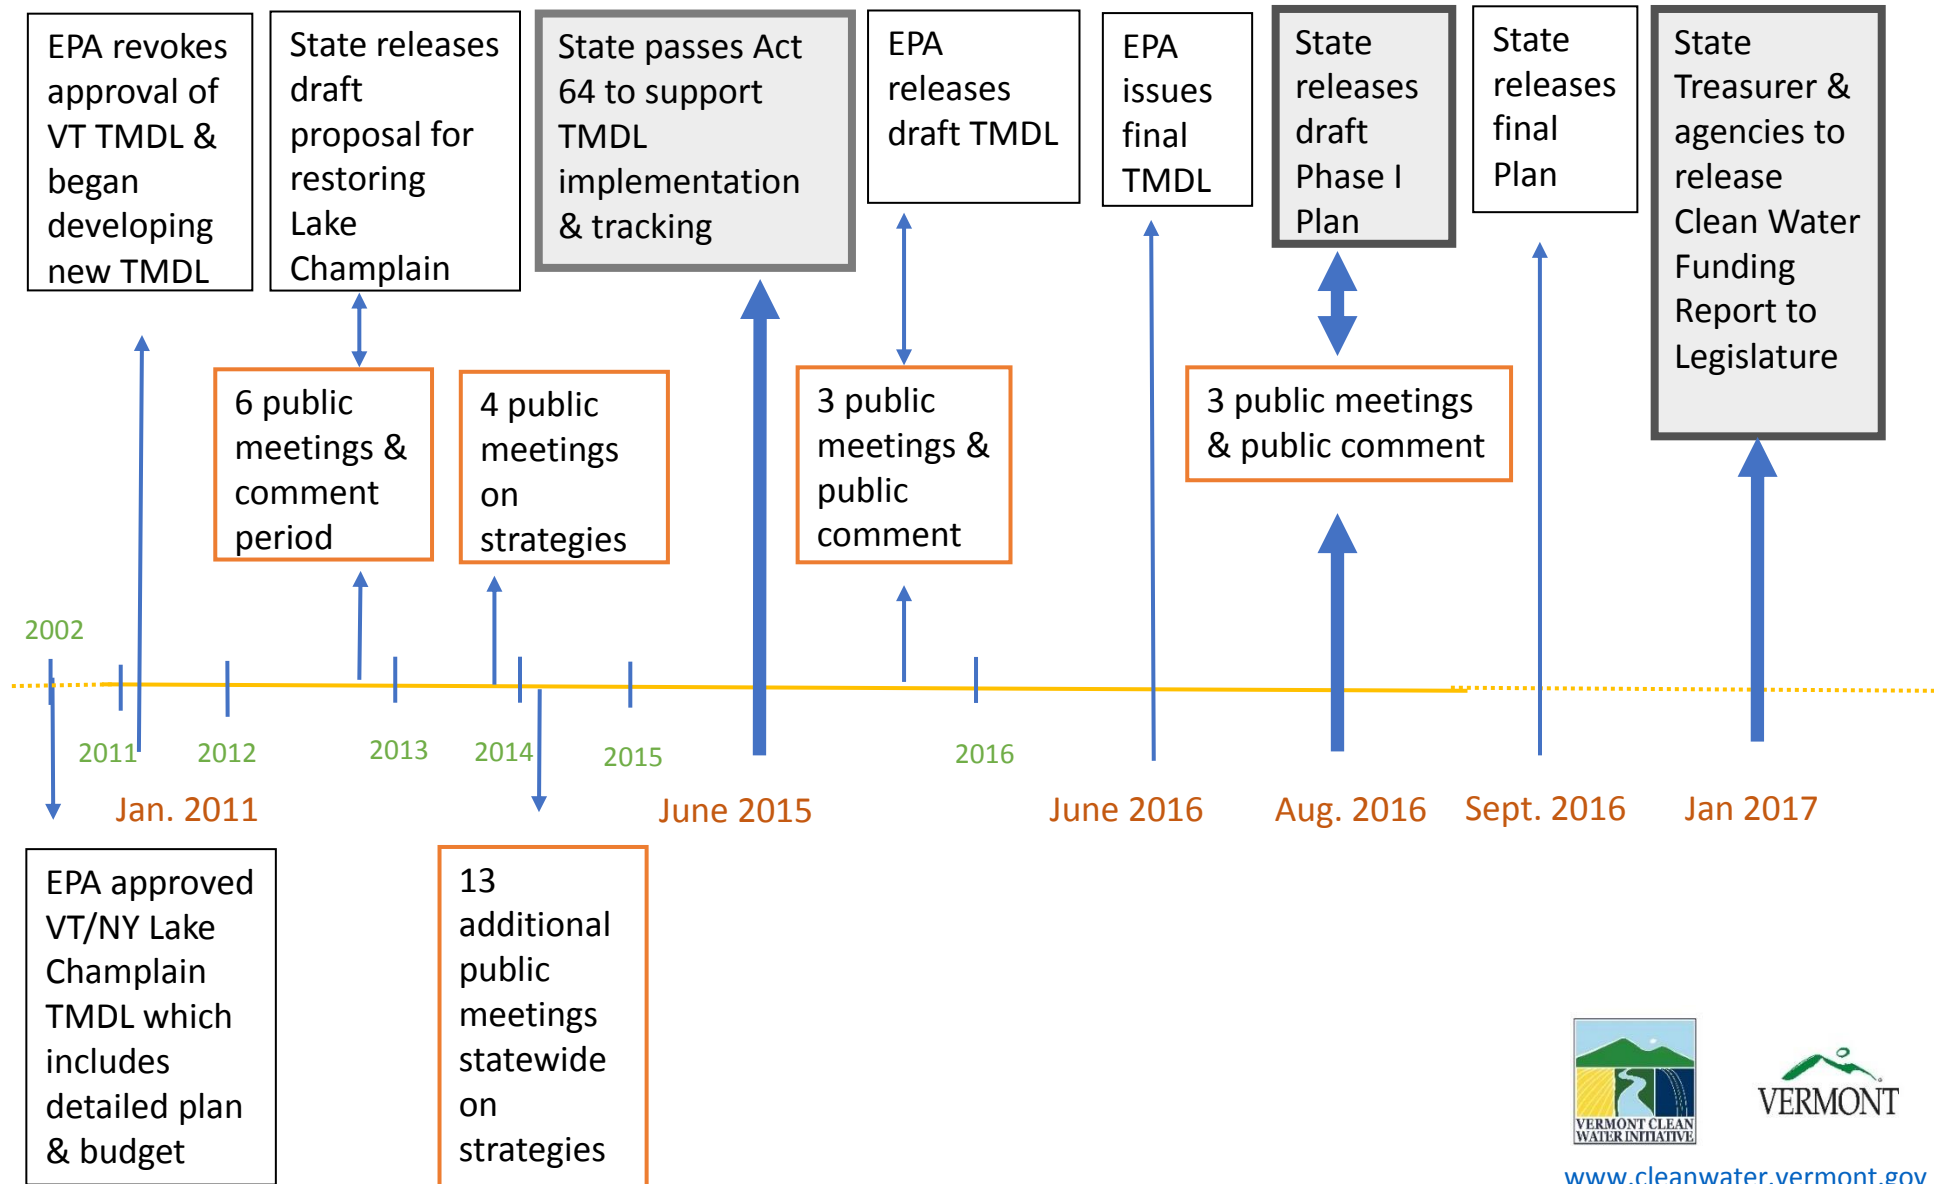 EPA revokes
approval of
VT TMDL &
began
developing
new TMDL
State releases
draft
proposal for
restoring
Lake
Champlain
State passes Act
64 to support
TMDL
implementation
& tracking
EPA
releases
draft TMDL
EPA
issues
final
TMDL
State
releases
draft
Phase I
Plan
State
releases
final
Plan
State
Treasurer &
agencies to
release
Clean Water
Funding
Report to
Legislature
6 public
meetings &
comment
period
4 public
meetings
on
strategies
3 public
meetings &
public
comment
3 public meetings
& public comment
2002
2011
2012
2013
2014
2015
2016
Jan. 2011
June 2015
June 2016
Aug. 2016
Sept. 2016
Jan 2017
EPA approved
VT/NY Lake
Champlain
TMDL which
includes
detailed plan
& budget
13
additional
public
meetings
statewide
on
strategies
VERMONT CLEAN
WATER INITIATIVE
VERMONT
www.cleanwater.vermont.gov